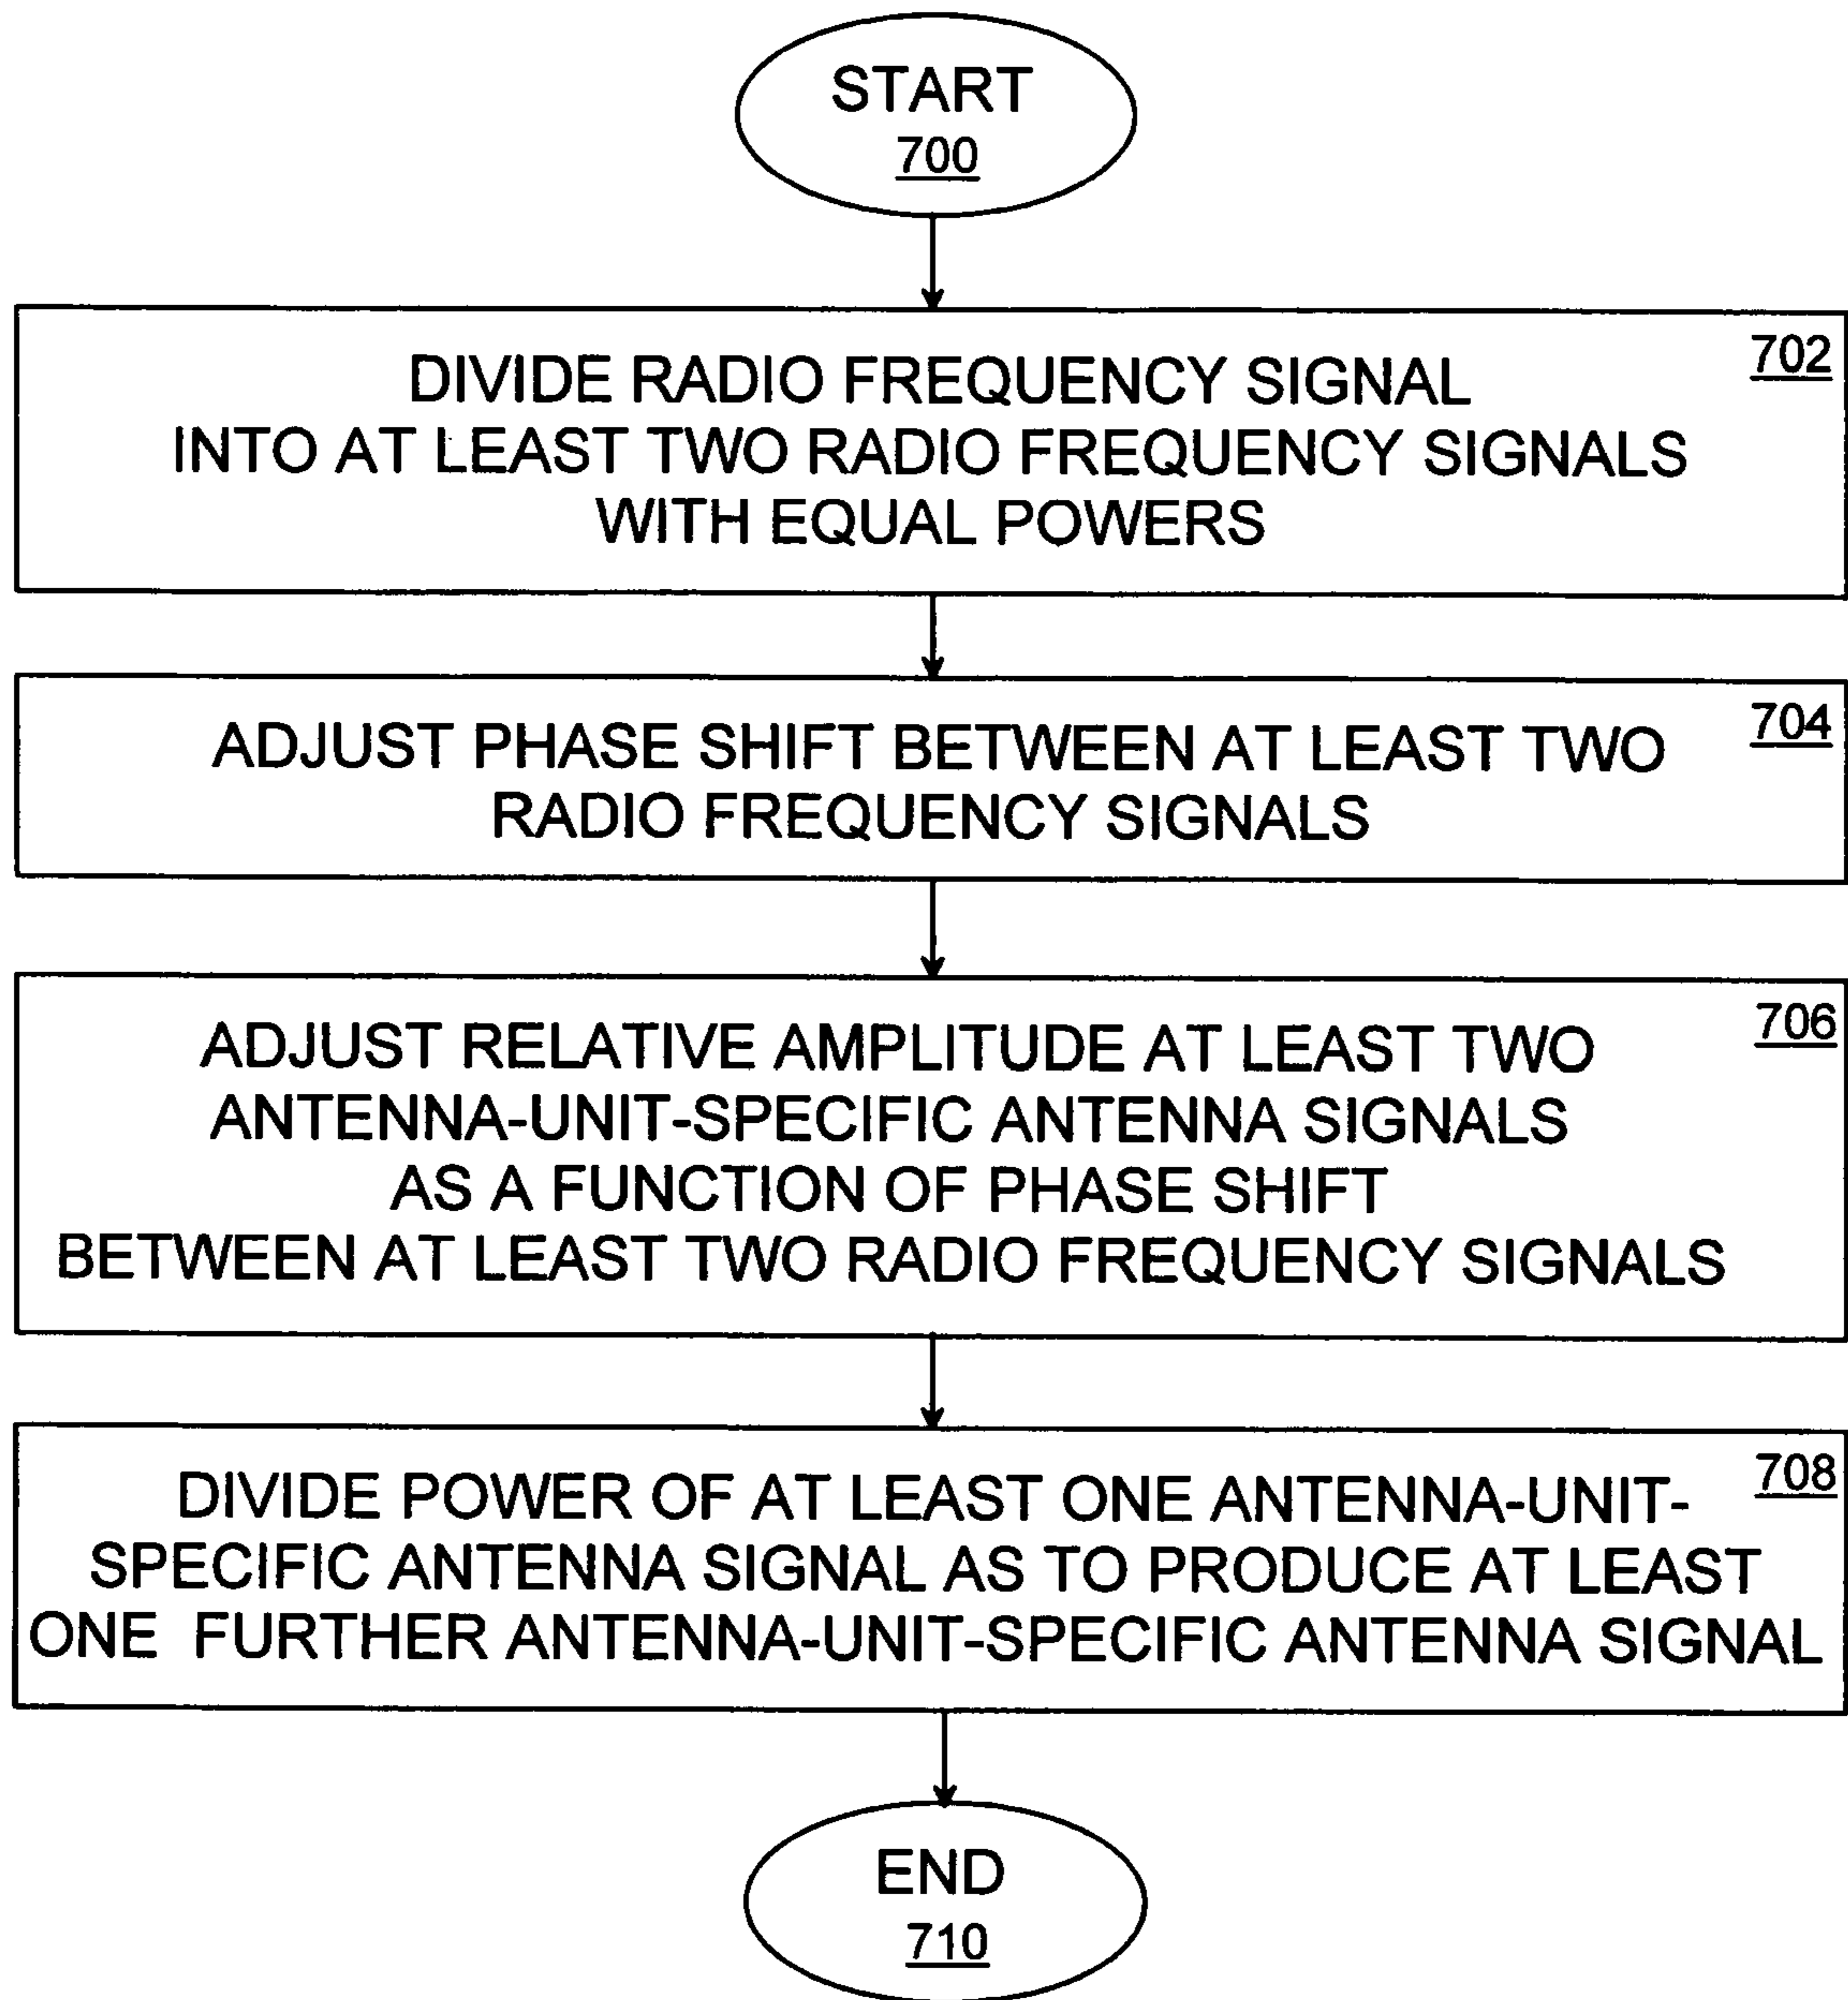 START
700
702
DIVIDE RADIO FREQUENCY SIGNAL
INTO AT LEAST TWO RADIO FREQUENCY SIGNALS
WITH EQUAL POWERS
704
ADJUST PHASE SHIFT BETWEEN AT LEAST TWO
RADIO FREQUENCY SIGNALS
706
ADJUST RELATIVE AMPLITUDE AT LEAST TWO
ANTENNA-UNIT-SPECIFIC ANTENNA SIGNALS
AS A FUNCTION OF PHASE SHIFT
BETWEEN AT LEAST TWO RADIO FREQUENCY SIGNALS
708
DIVIDE POWER OF AT LEAST ONE ANTENNA-UNIT-
SPECIFIC ANTENNA SIGNAL AS TO PRODUCE AT LEAST
ONE FURTHER ANTENNA-UNIT-SPECIFIC ANTENNA SIGNAL
END
710